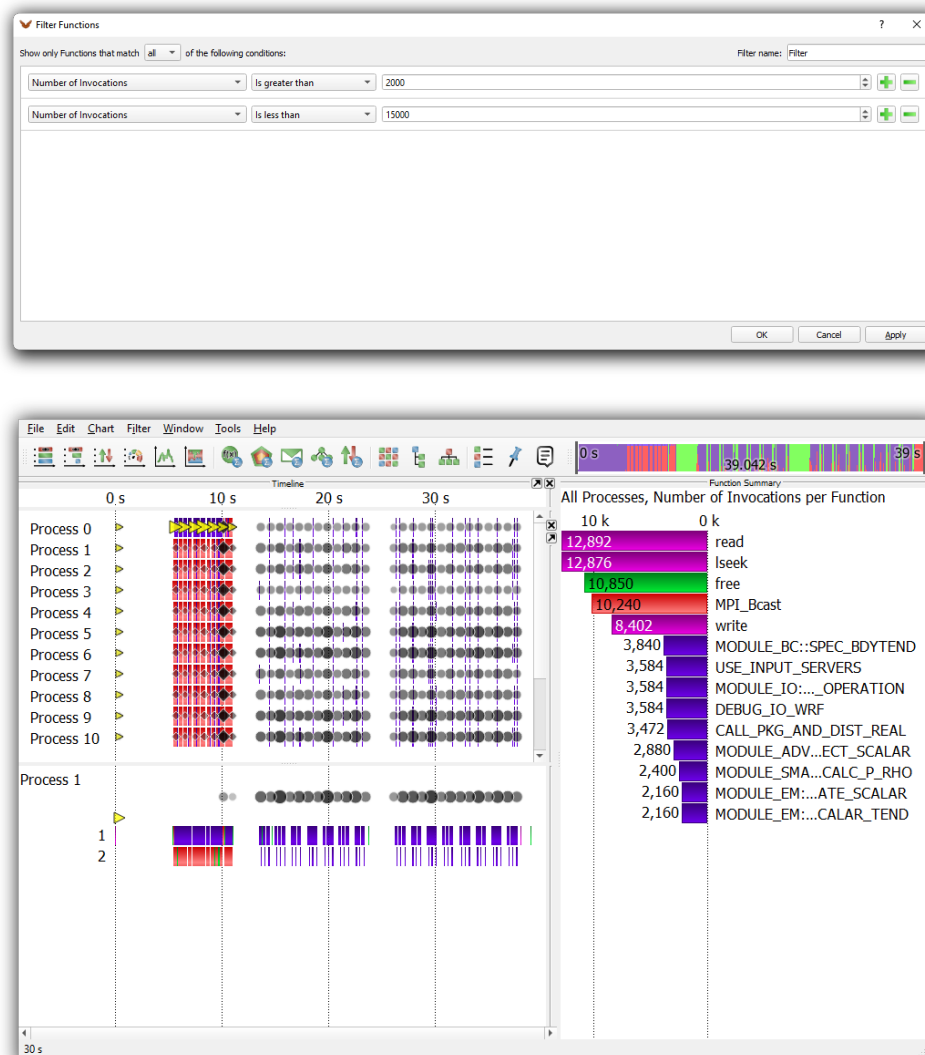 Filter Functions ? ×
Show only Functions that match all of the following conditions: Filter name: Filter
Number of Invocations Is greater than 2000
Number of Invocations Is less than 15000
OK Cancel Apply
File Edit Chart Filter Window Tools Help
0 s 39.042 s 39 s
Timeline
0 s 10 s 20 s 30 s
Process 0
Process 1
Process 2
Process 3
Process 4
Process 5
Process 6
Process 7
Process 8
Process 9
Process 10
Process 1
1
2
30 s
Function Summary
All Processes, Number of Invocations per Function
10 k 0 k
12,892 read
12,876 lseek
10,850 free
10,240 MPI_Bcast
8,402 write
3,840 MODULE_BC::SPEC_BDYTEND
3,584 USE_INPUT_SERVERS
3,584 MODULE_IO:..._OPERATION
3,584 DEBUG_IO_WRF
3,472 CALL_PKG_AND_DIST_REAL
2,880 MODULE_ADV...ECT_SCALAR
2,400 MODULE_SMA...CALC_P_RHO
2,160 MODULE_EM:...ATE_SCALAR
2,160 MODULE_EM:...CALAR_TEND